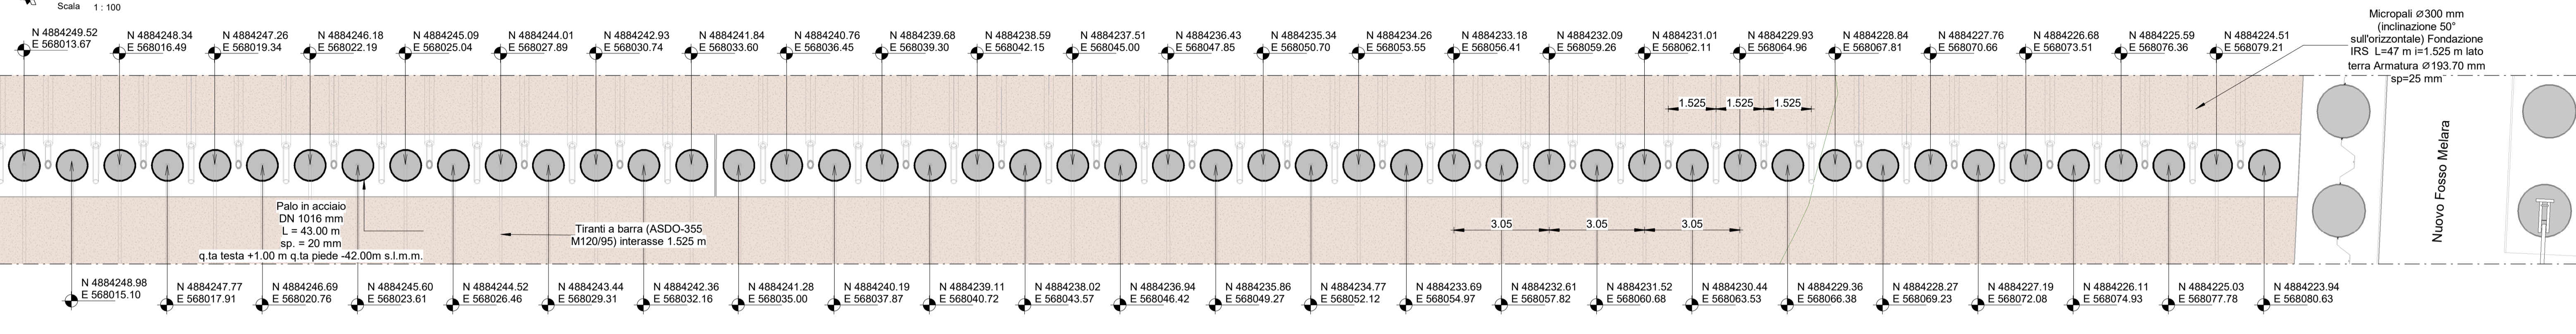 Scala 1 : 100
N 4884249.52
E 568013.67
N 4884248.34
E 568016.49
N 4884247.26
E 568019.34
N 4884246.18
E 568022.19
N 4884245.09
E 568025.04
N 4884244.01
E 568027.89
N 4884242.93
E 568030.74
N 4884241.84
E 568033.60
N 4884240.76
E 568036.45
N 4884239.68
E 568039.30
N 4884238.59
E 568042.15
N 4884237.51
E 568045.00
N 4884236.43
E 568047.85
N 4884235.34
E 568050.70
N 4884234.26
E 568053.55
N 4884233.18
E 568056.41
N 4884232.09
E 568059.26
N 4884231.01
E 568062.11
N 4884229.93
E 568064.96
N 4884228.84
E 568067.81
N 4884227.76
E 568070.66
N 4884226.68
E 568073.51
N 4884225.59
E 568076.36
N 4884224.51
E 568079.21
Micropali Ø300 mm
(inclinazione 50°
sull'orizzontale) Fondazione
IRS L=47 m i=1.525 m lato
terra Armatura Ø193.70 mm
sp=25 mm
1.525
1.525
1.525
Nuovo Fosso Melara
Palo in acciaio
DN 1016 mm
L = 43.00 m
sp. = 20 mm
q.ta testa +1.00 m q.ta piede -42.00m s.l.m.m.
Tiranti a barra (ASDO-355
M120/95) interasse 1.525 m
3.05
3.05
3.05
N 4884248.98
E 568015.10
N 4884247.77
E 568017.91
N 4884246.69
E 568020.76
N 4884245.60
E 568023.61
N 4884244.52
E 568026.46
N 4884243.44
E 568029.31
N 4884242.36
E 568032.16
N 4884241.28
E 568035.00
N 4884240.19
E 568037.87
N 4884239.11
E 568040.72
N 4884238.02
E 568043.57
N 4884236.94
E 568046.42
N 4884235.86
E 568049.27
N 4884234.77
E 568052.12
N 4884233.69
E 568054.97
N 4884232.61
E 568057.82
N 4884231.52
E 568060.68
N 4884230.44
E 568063.53
N 4884229.36
E 568066.38
N 4884228.27
E 568069.23
N 4884227.19
E 568072.08
N 4884226.11
E 568074.93
N 4884225.03
E 568077.78
N 4884223.94
E 568080.63